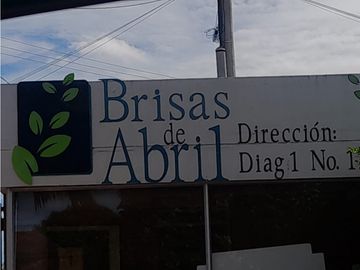 Brisas
de
Abril
Dirección:
Diag 1 No. 1